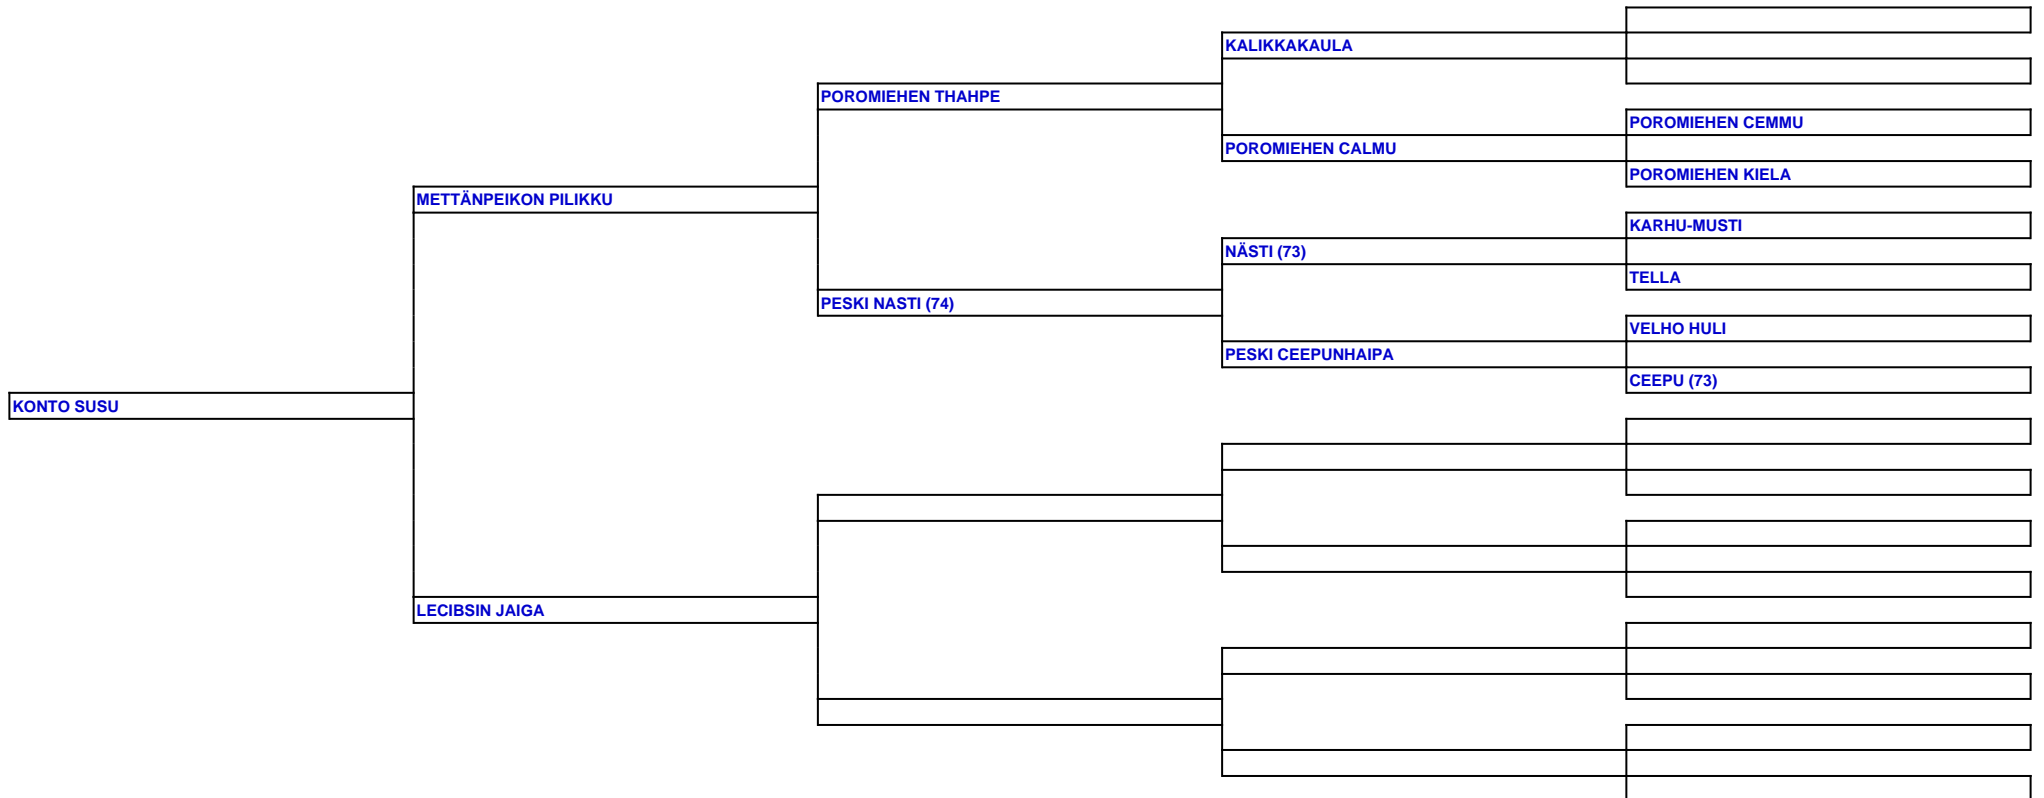 KALIKKAKAULA
POROMIEHEN THAHPE
POROMIEHEN CEMMU
POROMIEHEN CALMU
POROMIEHEN KIELA
METTÄNPEIKON PILIKKU
KARHU-MUSTI
NÄSTI (73)
TELLA
PESKI NASTI (74)
VELHO HULI
PESKI CEEPUNHAIPA
CEEPU (73)
KONTO SUSU
LECIBSIN JAIGA